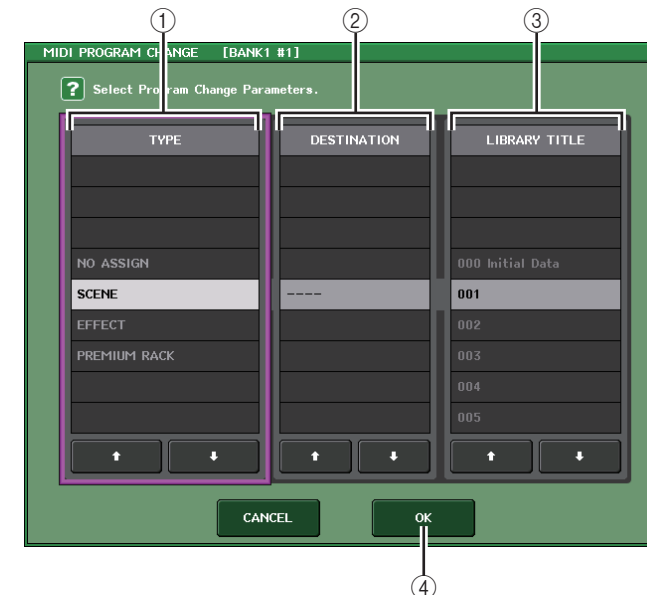 ① ② ③
MIDI PROGRAM CHANGE [BANK1 #1]
? Select Program Change Parameters.
TYPE DESTINATION LIBRARY TITLE
NO ASSIGN 000 Initial Data
SCENE ---- 001
EFFECT 002
PREMIUM RACK 003
004
005
CANCEL OK
④